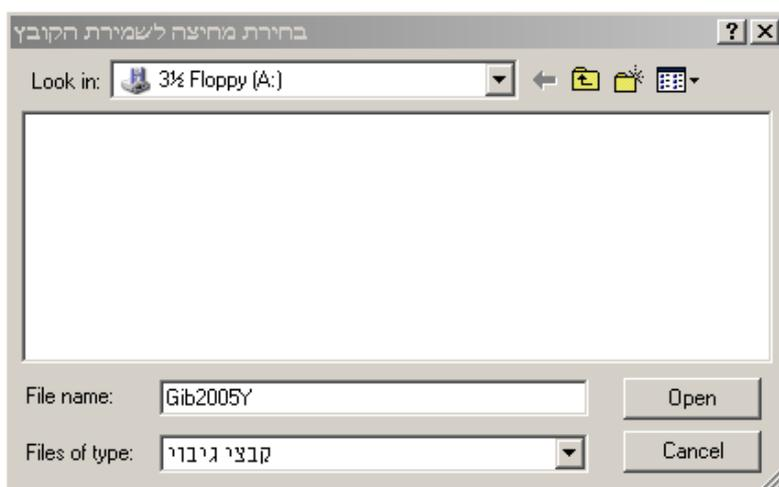 בחירת מחיצה לשמירת הקובץ
Look in: 3½ Floppy (A:)
File name: Gib2005Y Open
Files of type: קבצי גיבוי Cancel